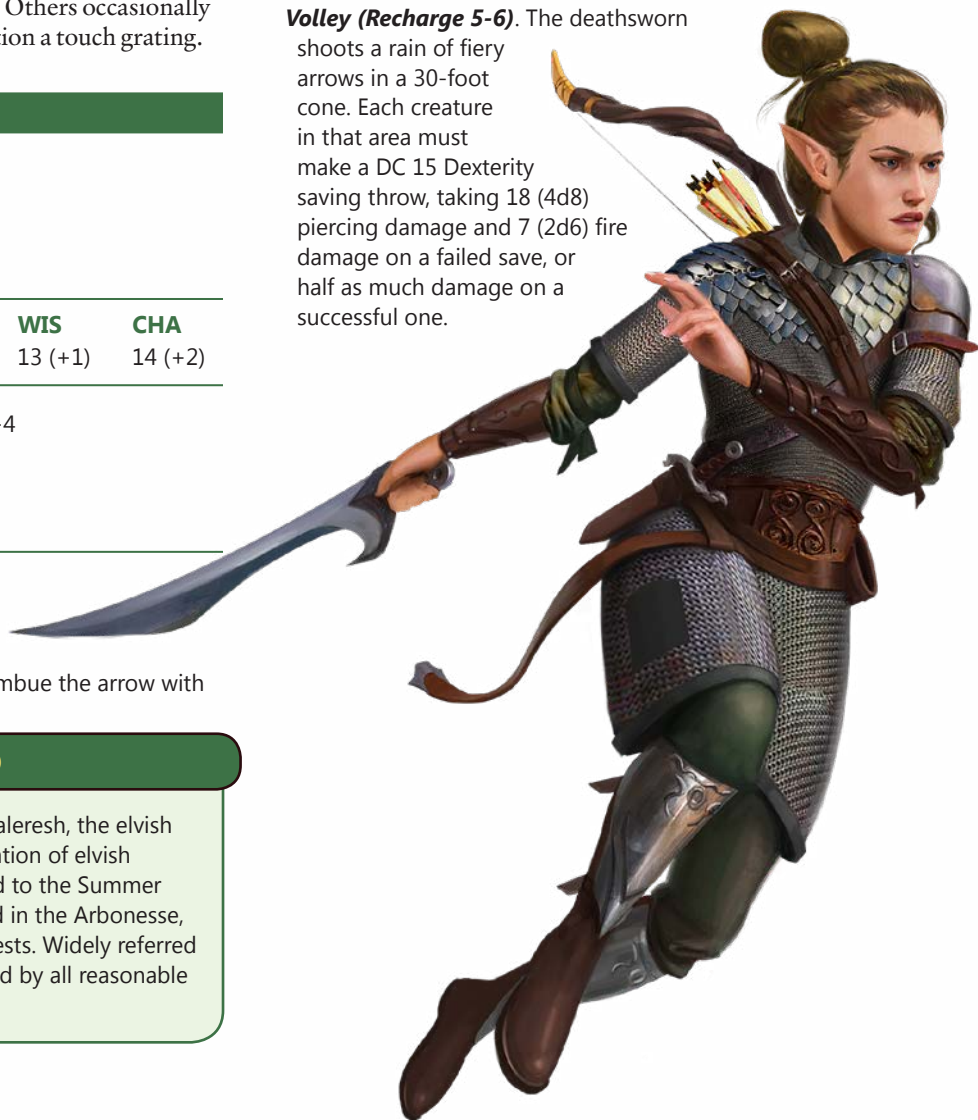 Others occasionally
tion a touch grating.
WIS CHA
13 (+1) 14 (+2)
4
mbue the arrow with
aleresh, the elvish
ation of elvish
d to the Summer
d in the Arbonesse,
ests. Widely referred
d by all reasonable
Volley (Recharge 5-6). The deathsworn
shoots a rain of fiery
arrows in a 30-foot
cone. Each creature
in that area must
make a DC 15 Dexterity
saving throw, taking 18 (4d8)
piercing damage and 7 (2d6) fire
damage on a failed save, or
half as much damage on a
successful one.